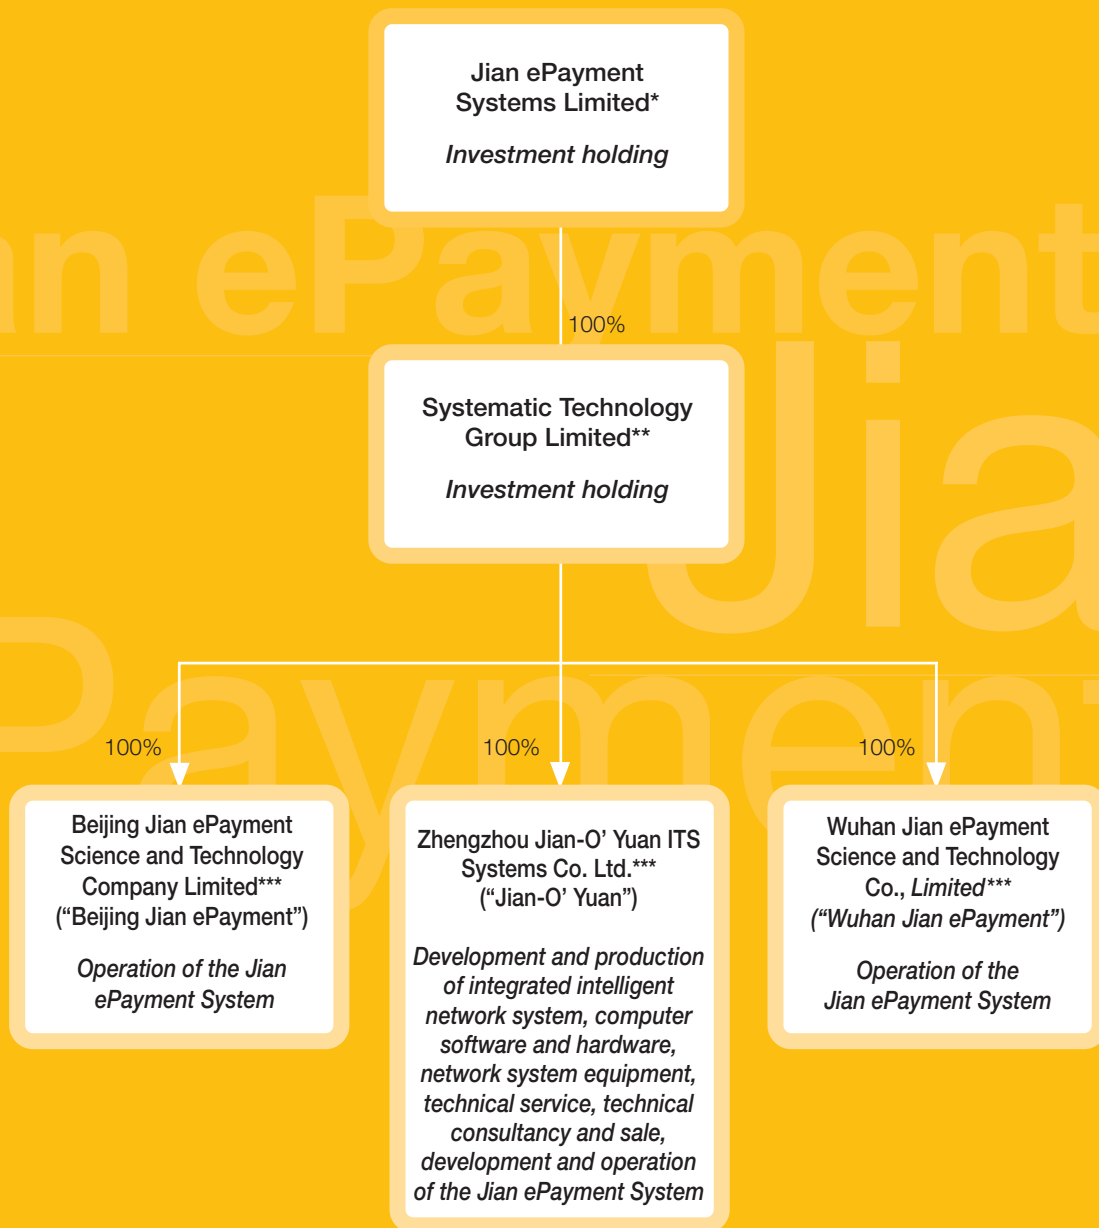 Jian ePayment
Systems Limited*
Investment holding
an ePayment
100%
Systematic Technology
Group Limited**
Investment holding
Jia
Payment
100%
100%
100%
Beijing Jian ePayment
Science and Technology
Company Limited***
(“Beijing Jian ePayment”)
Operation of the Jian
ePayment System
Zhengzhou Jian-O’ Yuan ITS
Systems Co. Ltd.***
(“Jian-O’ Yuan”)
Development and production
of integrated intelligent
network system, computer
software and hardware,
network system equipment,
technical service, technical
consultancy and sale,
development and operation
of the Jian ePayment System
Wuhan Jian ePayment
Science and Technology
Co., Limited***
(“Wuhan Jian ePayment”)
Operation of the
Jian ePayment System